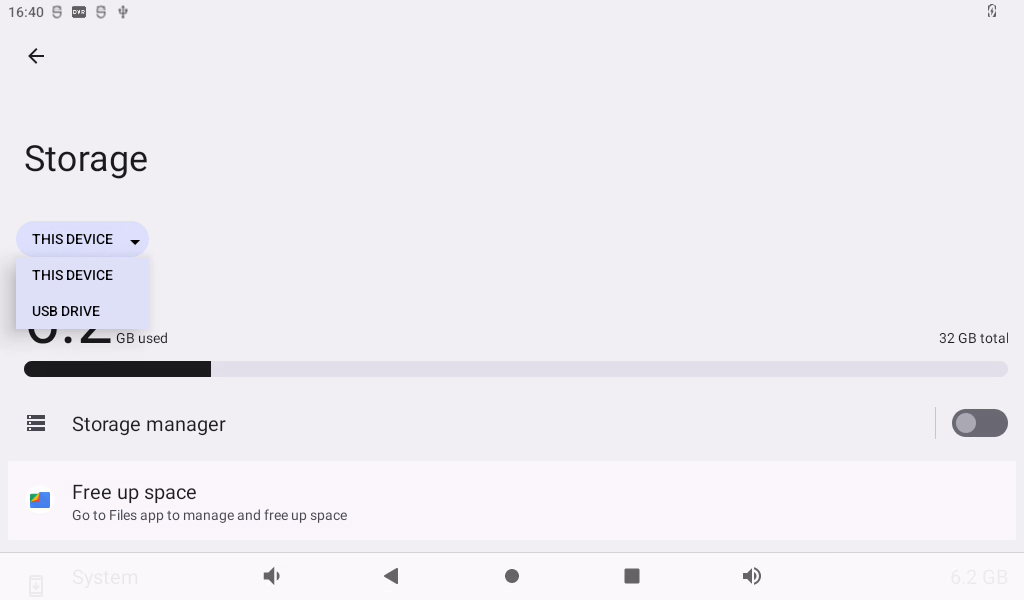 16:40
DVR
Storage
THIS DEVICE
THIS DEVICE
USB DRIVE
GB used
32 GB total
Storage manager
Free up space
Go to Files app to manage and free up space
System
6.2 GB